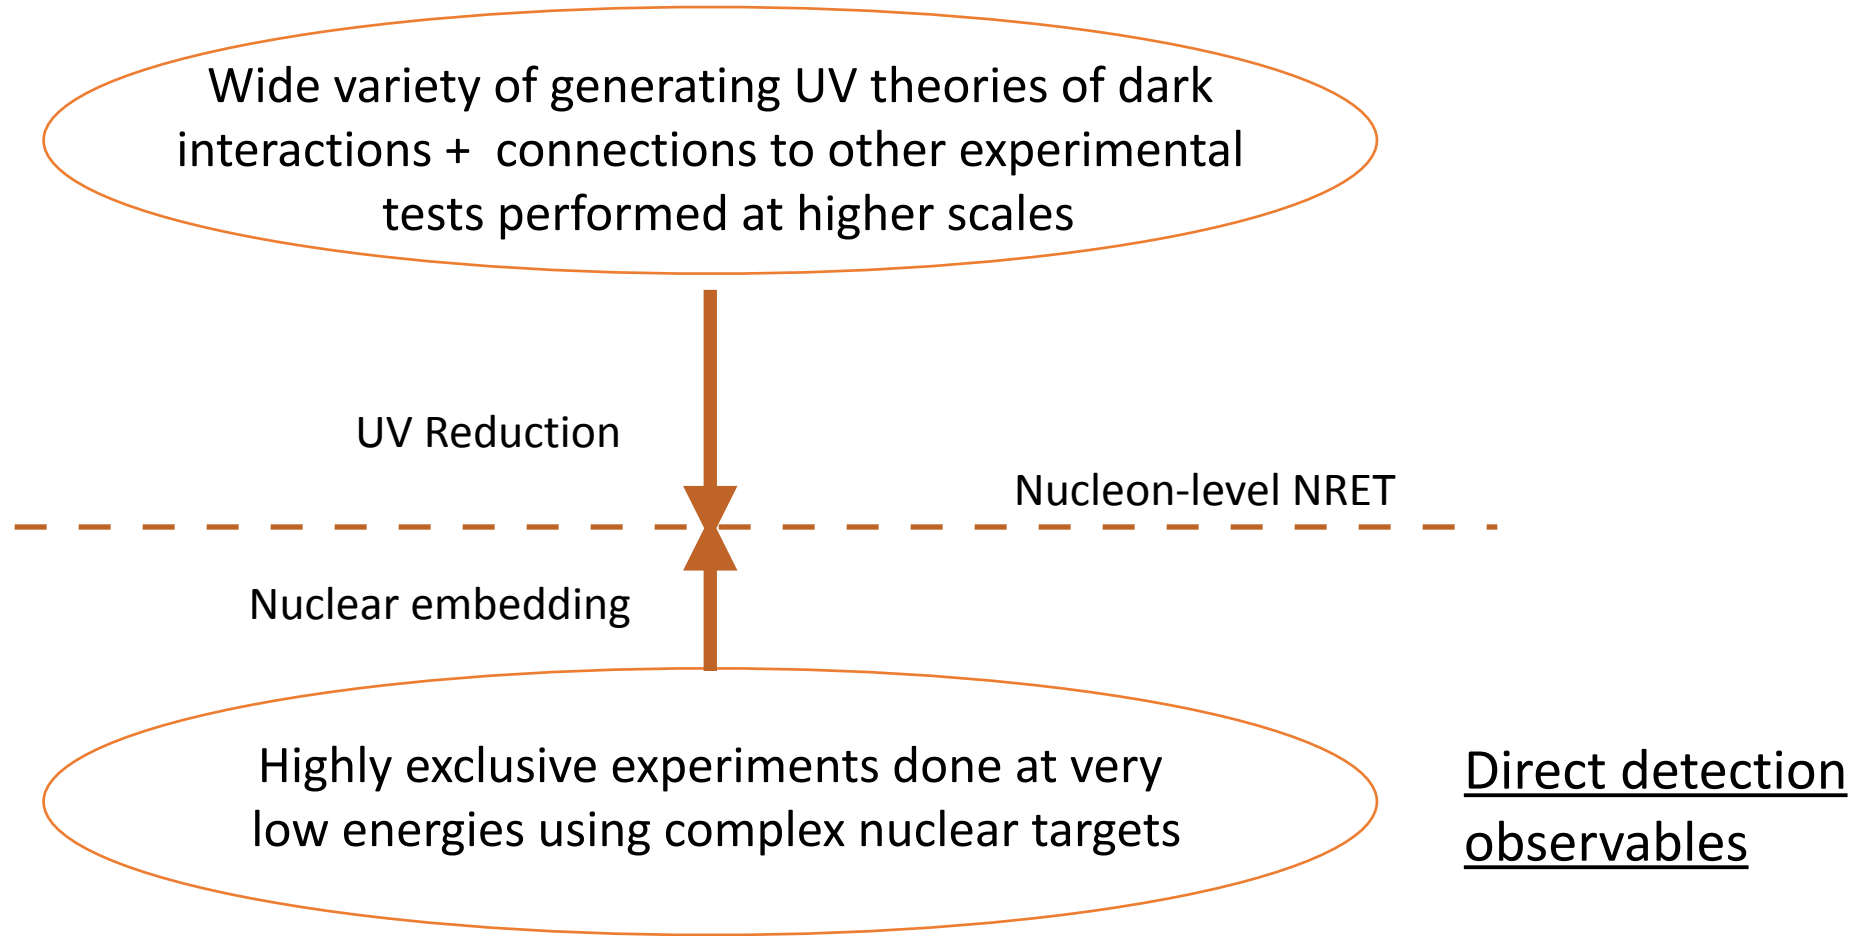 Wide variety of generating UV theories of dark
interactions + connections to other experimental
tests performed at higher scales
UV Reduction
Nucleon-level NRET
Nuclear embedding
Highly exclusive experiments done at very
low energies using complex nuclear targets
Direct detection
observables